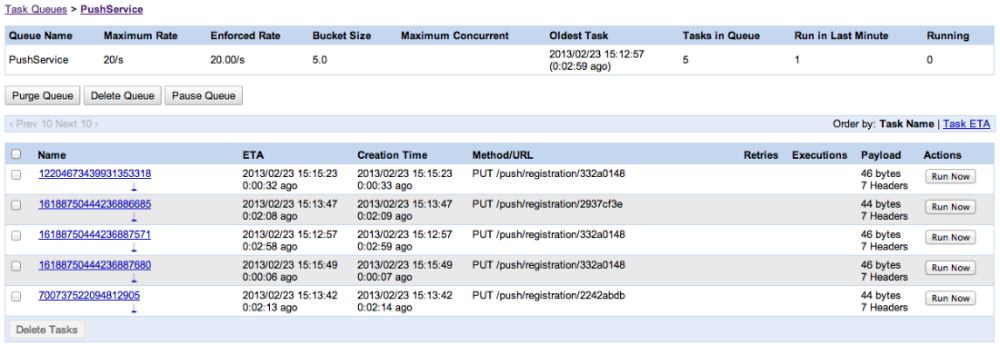 Task Queues > PushService
Queue Name Maximum Rate Enforced Rate Bucket Size Maximum Concurrent Oldest Task Tasks in Queue Run in Last Minute Running
PushService 20/s 20.00/s 5.0 2013/02/23 15:12:57 5 1 0
(0:02:59 ago)
Purge Queue Delete Queue Pause Queue
‹ Prev 10 Next 10 › Order by: Task Name | Task ETA
Name ETA Creation Time Method/URL Retries Executions Payload Actions
12204673439931353318 2013/02/23 15:15:23 2013/02/23 15:15:23 PUT /push/registration/332a0148 46 bytes Run Now
0:00:32 ago 0:00:33 ago 7 Headers
16188750444236886685 2013/02/23 15:13:47 2013/02/23 15:13:47 PUT /push/registration/2937cf3e 44 bytes Run Now
0:02:08 ago 0:02:09 ago 7 Headers
16188750444236887571 2013/02/23 15:12:57 2013/02/23 15:12:57 PUT /push/registration/332a0148 46 bytes Run Now
0:02:58 ago 0:02:59 ago 7 Headers
16188750444236887680 2013/02/23 15:15:49 2013/02/23 15:15:49 PUT /push/registration/332a0148 46 bytes Run Now
0:00:06 ago 0:00:07 ago 7 Headers
700737522094812905 2013/02/23 15:13:42 2013/02/23 15:13:42 PUT /push/registration/2242abdb 44 bytes Run Now
0:02:13 ago 0:02:14 ago 7 Headers
Delete Tasks